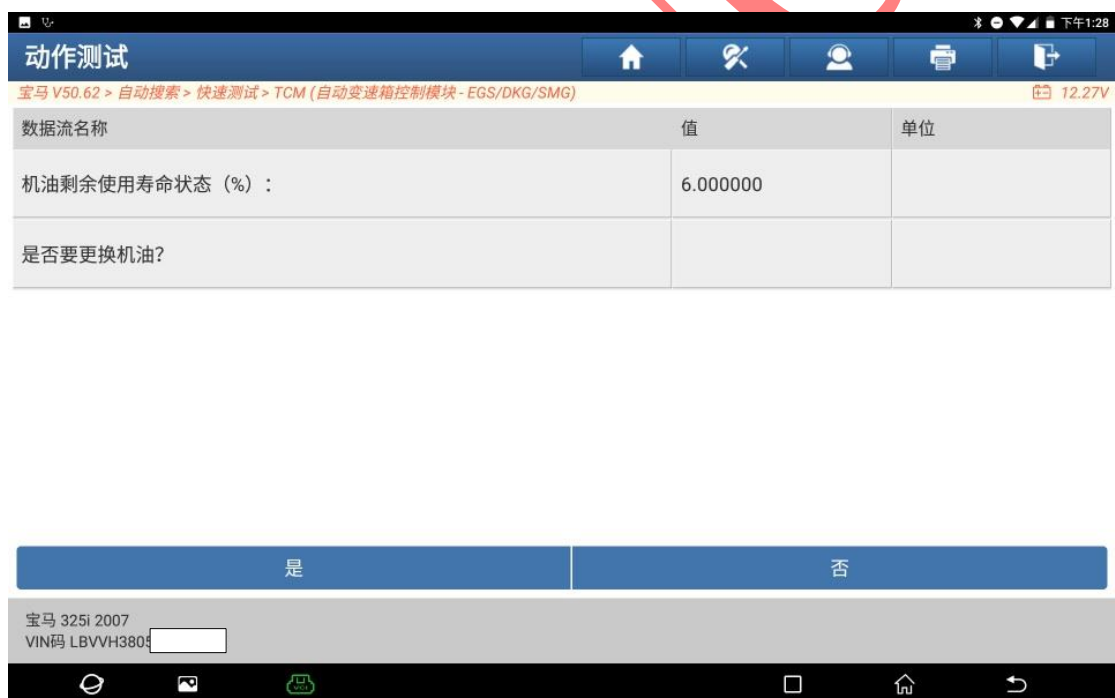 下午1:28
动作测试
宝马 V50.62 > 自动搜索 > 快速测试 > TCM (自动变速箱控制模块 - EGS/DKG/SMG)
12.27V
数据流名称 值 单位
机油剩余使用寿命状态（%）： 6.000000
是否要更换机油?
是 否
宝马 325i 2007
VIN码 LBVVH3805
VCI